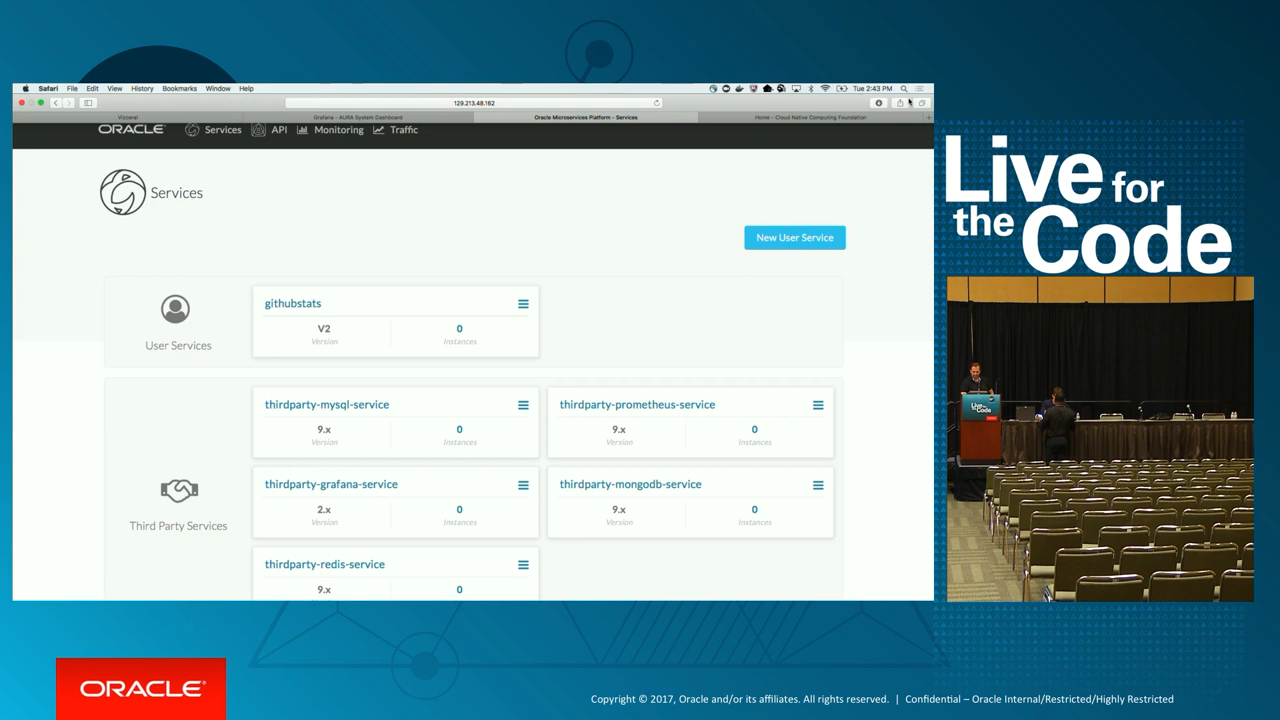 Safari File Edit View History Bookmarks Window Help
Tue 2:43 PM
129.213.48.162
Visceral
Grafana - AURA System Dashboard
Oracle Microservices Platform - Services
Home - Cloud Native Computing Foundation
ORACLE Services API Monitoring Traffic
Services
New User Service
User Services
githubstats
V2 0
Version Instances
Third Party Services
thirdparty-mysql-service
9.x 0
Version Instances
thirdparty-prometheus-service
9.x 0
Version Instances
thirdparty-grafana-service
2.x 0
Version Instances
thirdparty-mongodb-service
9.x 0
Version Instances
thirdparty-redis-service
9.x 0
Live for
the Code
Live for
the Code
ORACLE
Copyright © 2017, Oracle and/or its affiliates. All rights reserved. | Confidential – Oracle Internal/Restricted/Highly Restricted